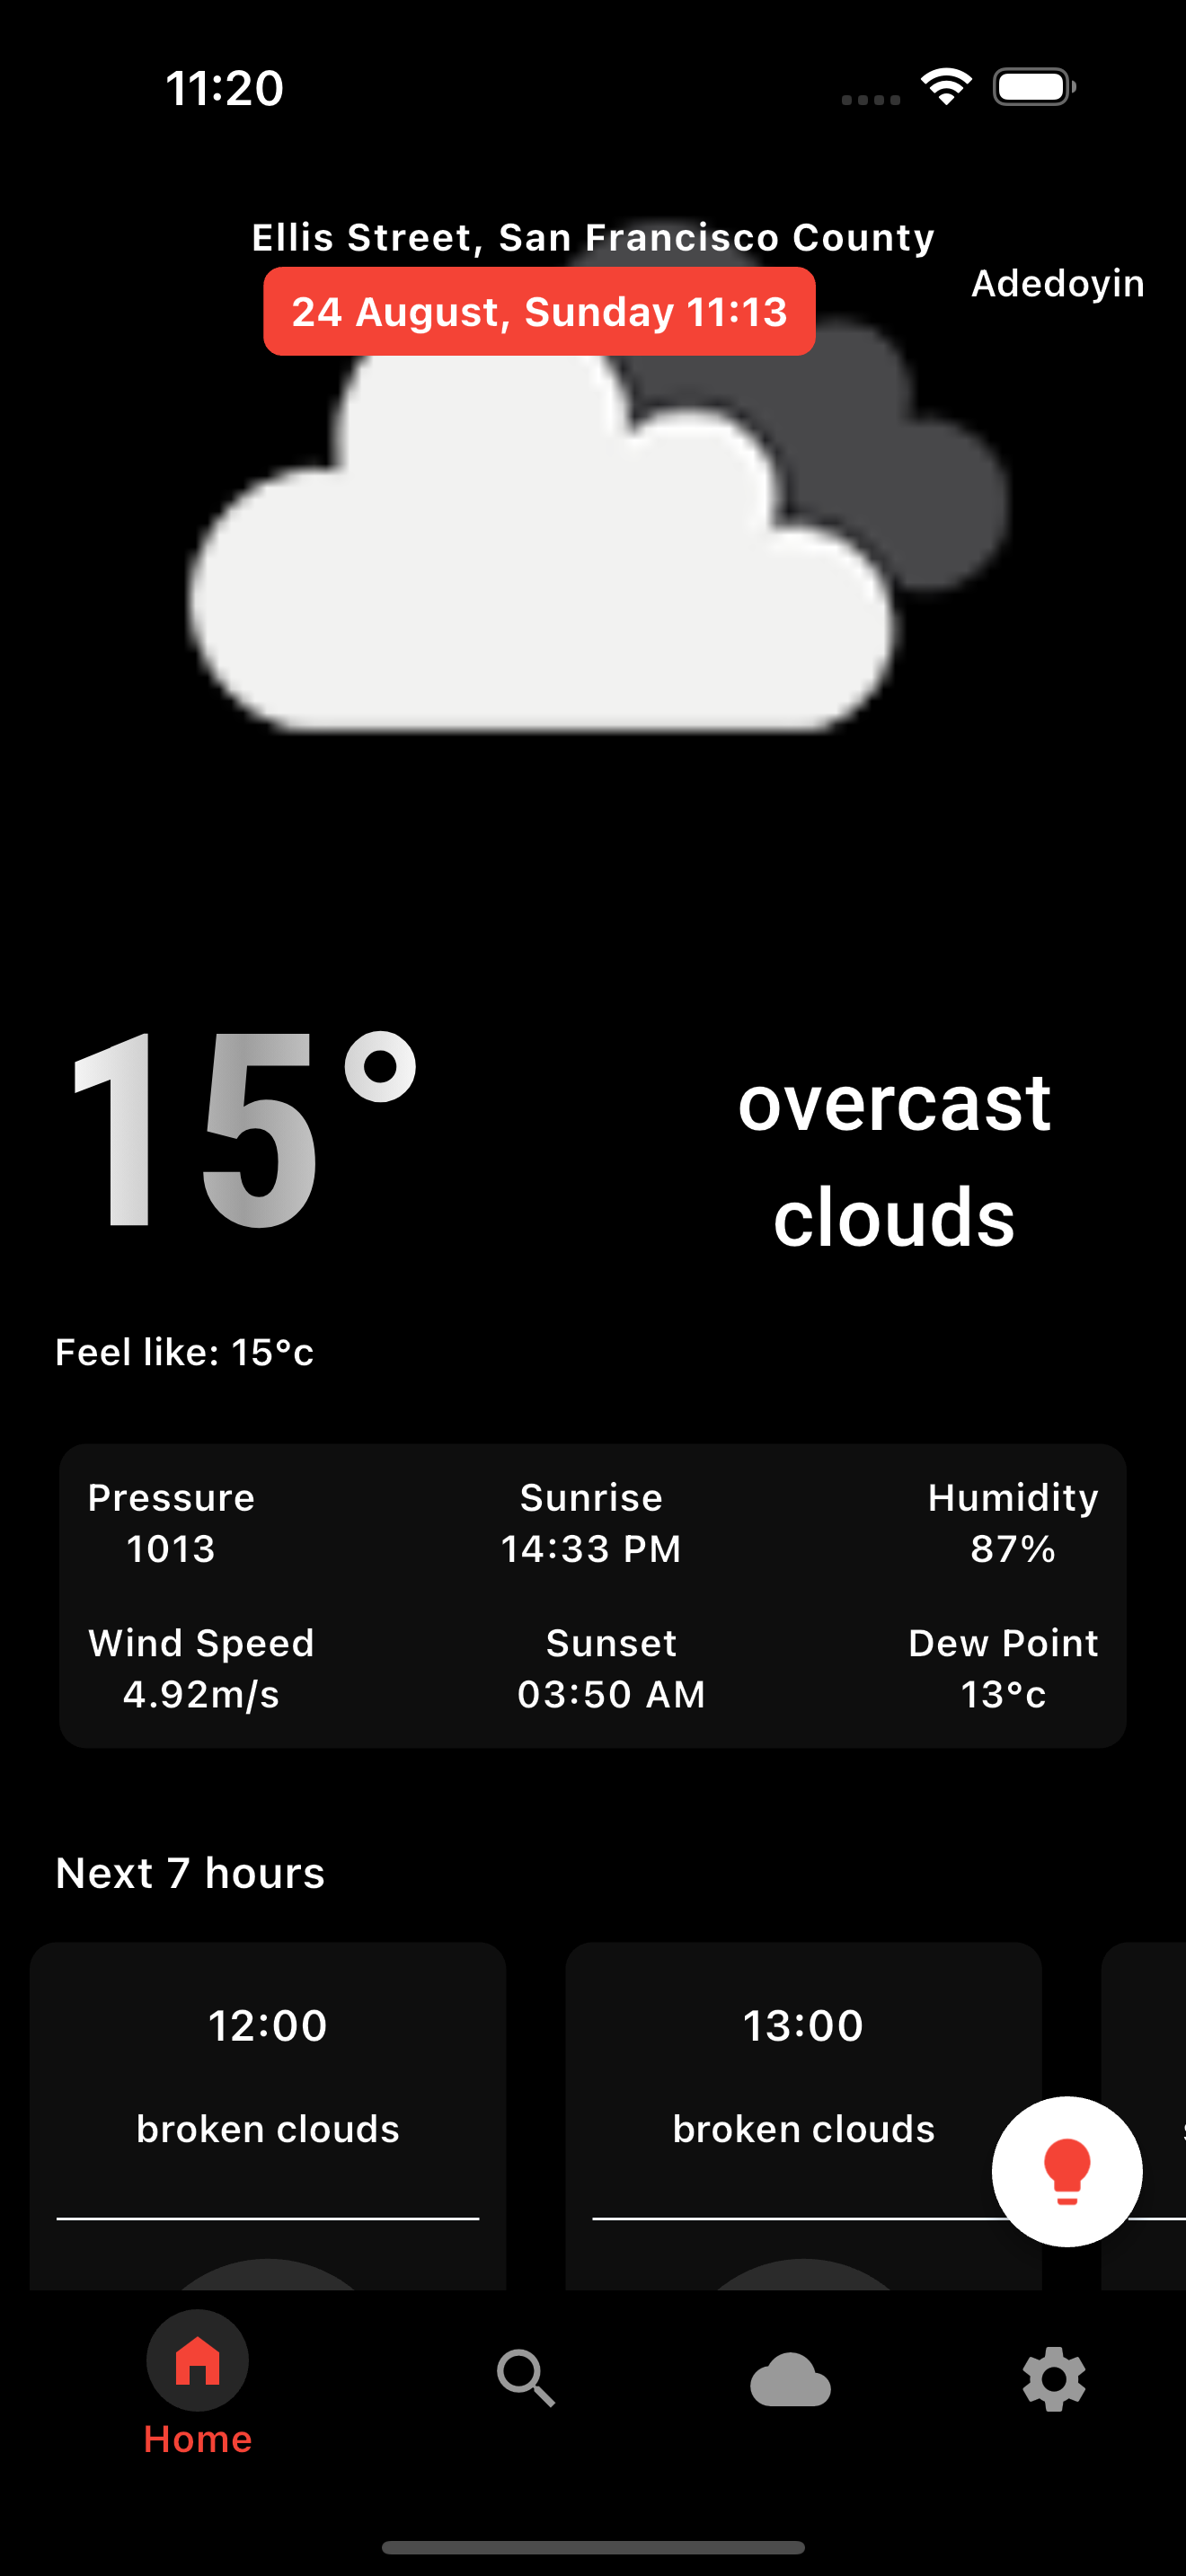 11:20
Ellis Street, San Francisco County
Adedoyin
24 August, Sunday 11:13
15°
overcast
clouds
Feel like: 15°c
Pressure
1013
Sunrise
14:33 PM
Humidity
87%
Wind Speed
4.92m/s
Sunset
03:50 AM
Dew Point
13°c
Next 7 hours
12:00
broken clouds
13:00
broken clouds
Home